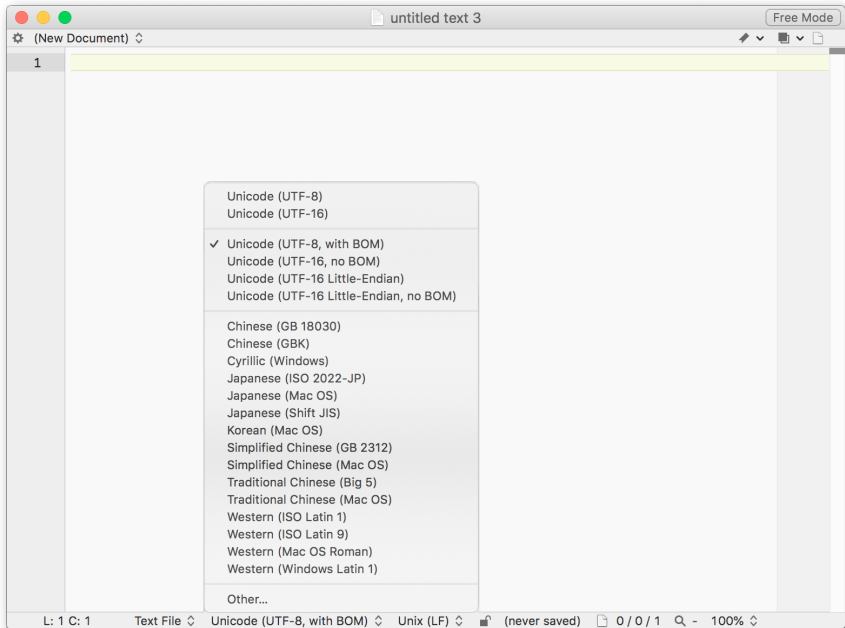 untitled text 3
Free Mode
(New Document)
1
Unicode (UTF-8)
Unicode (UTF-16)
✓ Unicode (UTF-8, with BOM)
Unicode (UTF-16, no BOM)
Unicode (UTF-16 Little-Endian)
Unicode (UTF-16 Little-Endian, no BOM)
Chinese (GB 18030)
Chinese (GBK)
Cyrillic (Windows)
Japanese (ISO 2022-JP)
Japanese (Mac OS)
Japanese (Shift JIS)
Korean (Mac OS)
Simplified Chinese (GB 2312)
Simplified Chinese (Mac OS)
Traditional Chinese (Big 5)
Traditional Chinese (Mac OS)
Western (ISO Latin 1)
Western (ISO Latin 9)
Western (Mac OS Roman)
Western (Windows Latin 1)
Other...
L: 1 C: 1 Text File Unicode (UTF-8, with BOM) Unix (LF) (never saved) 0 / 0 / 1 - 100%